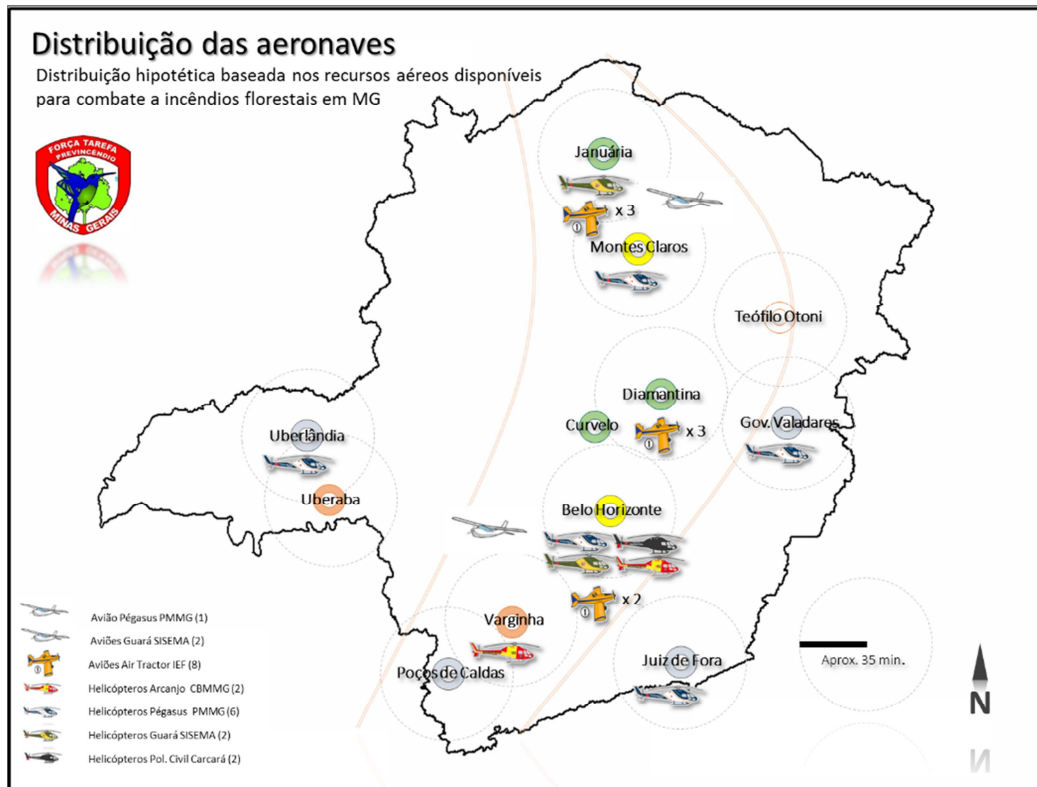 Distribuição das aeronaves
Distribuição hipotética baseada nos recursos aéreos disponíveis
para combate a incêndios florestais em MG
FORÇA TAREFA
PREVINCÊNDIO
MINAS GERAIS
Januária
x 3
Montes Claros
Teófilo Otoni
Diamantina
Curvelo
x 3
Gov. Valadares
Uberlândia
Uberaba
Belo Horizonte
x 2
Varginha
Poços de Caldas
Juiz de Fora
Aprox. 35 min.
N
Avião Pégasus PMMG (1)
Aviões Guará SISEMA (2)
Aviões Air Tractor IEF (8)
Helicópteros Arcanjo CBMMG (2)
Helicópteros Pégasus PMMG (6)
Helicópteros Guará SISEMA (2)
Helicópteros Pol. Civil Carcará (2)